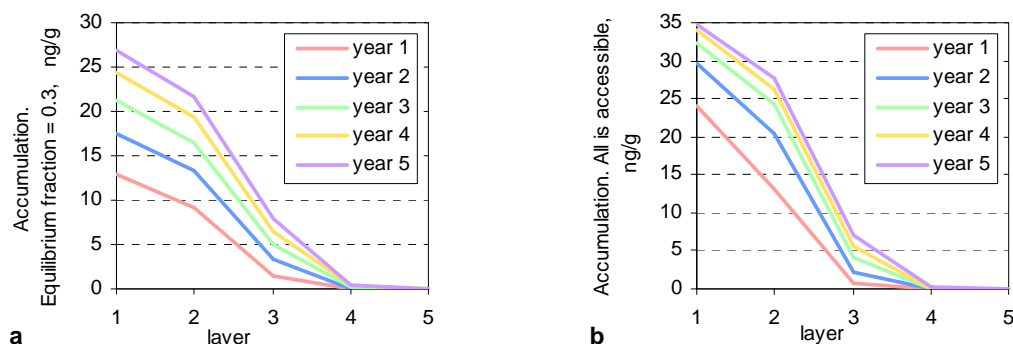 Accumulation.
Equilibrium fraction = 0.3, ng/g
30
25
20
15
10
5
0
1 2 3 4 5
layer
year 1
year 2
year 3
year 4
year 5
a
Accumulation. All is accessible,
ng/g
35
30
25
20
15
10
5
0
1 2 3 4 5
layer
year 1
year 2
year 3
year 4
year 5
b